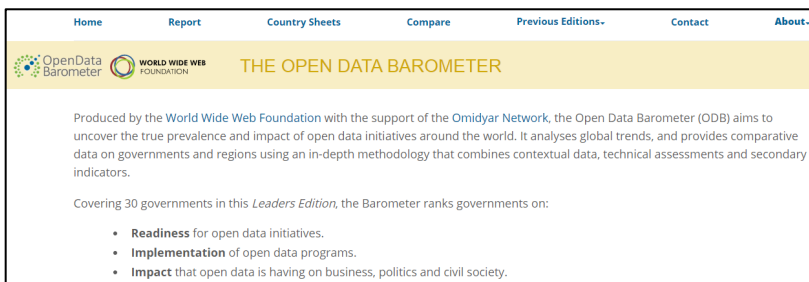 Home Report Country Sheets Compare Previous Editions Contact About
OpenData Barometer WORLD WIDE WEB FOUNDATION THE OPEN DATA BAROMETER
Produced by the World Wide Web Foundation with the support of the Omidyar Network, the Open Data Barometer (ODB) aims to
uncover the true prevalence and impact of open data initiatives around the world. It analyses global trends, and provides comparative
data on governments and regions using an in-depth methodology that combines contextual data, technical assessments and secondary
indicators.
Covering 30 governments in this Leaders Edition, the Barometer ranks governments on:
• Readiness for open data initiatives.
• Implementation of open data programs.
• Impact that open data is having on business, politics and civil society.